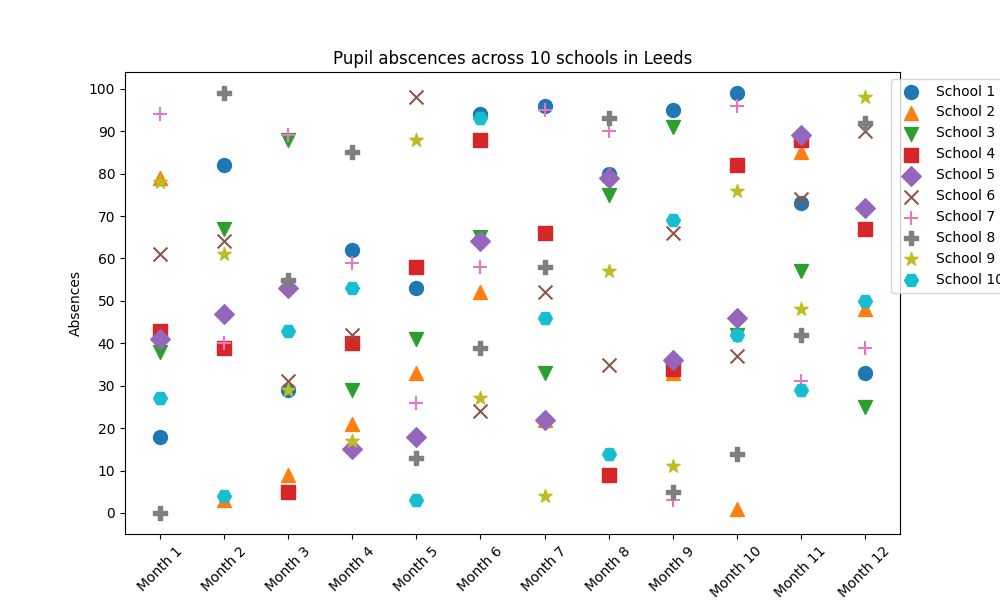 Pupil abscences across 10 schools in Leeds
Absences
100
90
80
70
60
50
40
30
20
10
0
Month 1
Month 2
Month 3
Month 4
Month 5
Month 6
Month 7
Month 8
Month 9
Month 10
Month 11
Month 12
School 1
School 2
School 3
School 4
School 5
School 6
School 7
School 8
School 9
School 10